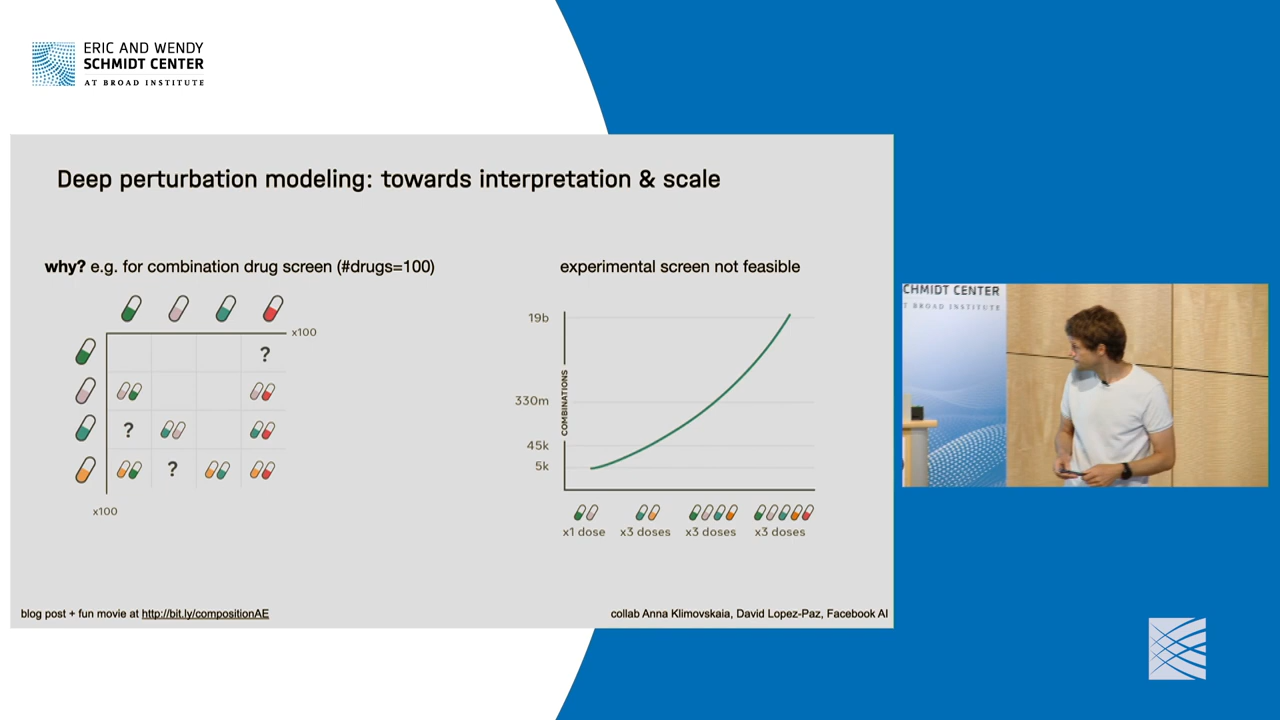 ERIC AND WENDY
SCHMIDT CENTER
AT BROAD INSTITUTE
Deep perturbation modeling: towards interpretation & scale
why? e.g. for combination drug screen (#drugs=100)
x100
?
?
?
x100
experimental screen not feasible
19b
330m
45k
5k
COMBINATIONS
x1 dose x3 doses x3 doses x3 doses
blog post + fun movie at http://bit.ly/compositionAE
collab Anna Klimovskaia, David Lopez-Paz, Facebook AI
CHMIDT CENTER
T BROAD INSTITUTE